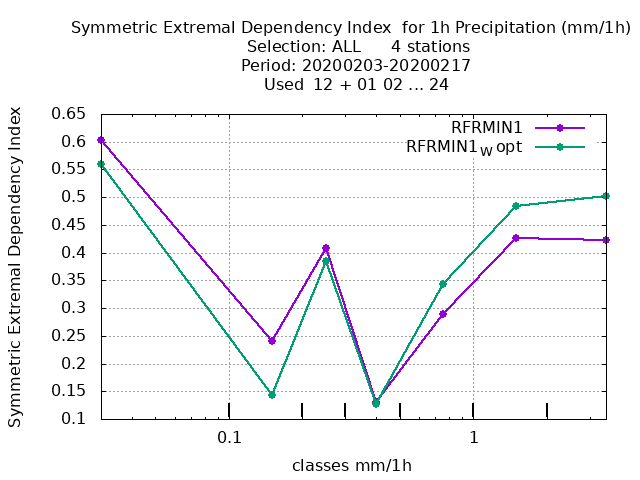 Symmetric Extremal Dependency Index  for 1h Precipitation (mm/1h)
Selection: ALL      4 stations
Period: 20200203-20200217
Used  12 + 01 02 ... 24
Symmetric Extremal Dependency Index
0.65
0.6
0.55
0.5
0.45
0.4
0.35
0.3
0.25
0.2
0.15
0.1
RFRMIN1
RFRMIN1W opt
0.1
1
classes mm/1h